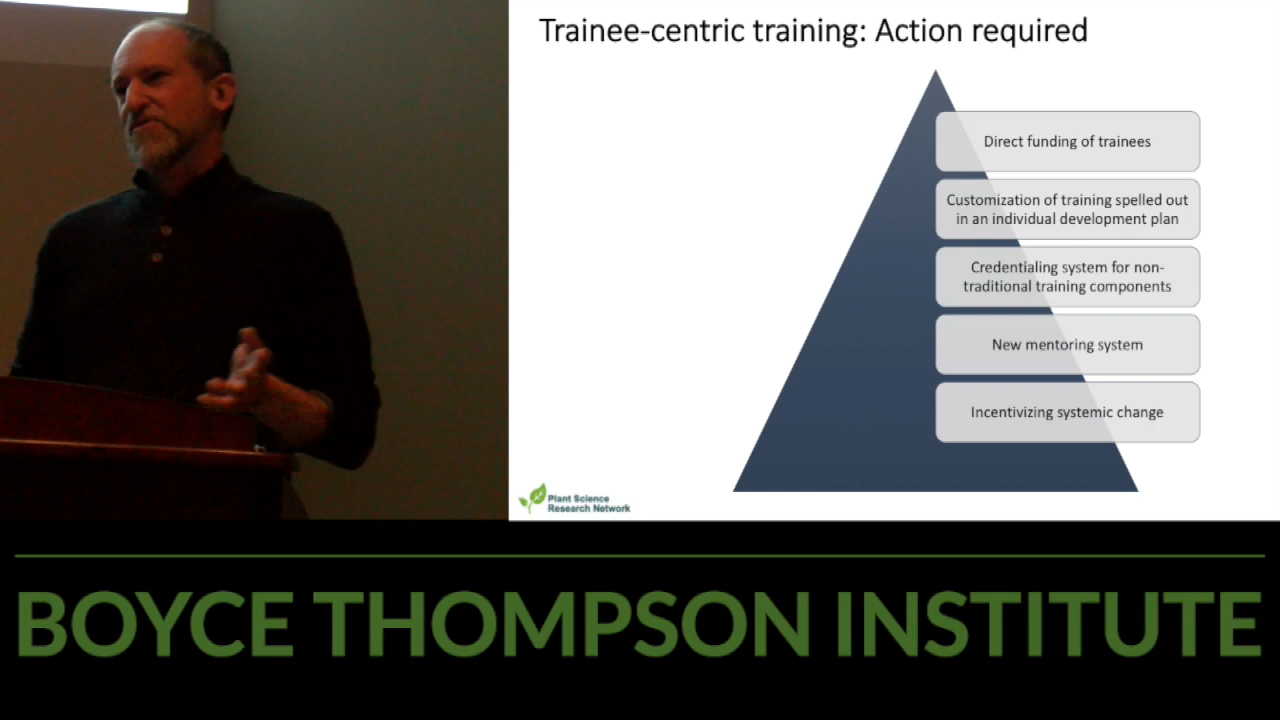 Trainee-centric training: Action required
Direct funding of trainees
Customization of training spelled out
in an individual development plan
Credentialing system for non-
traditional training components
New mentoring system
Incentivizing systemic change
Plant Science
Research Network
BOYCE THOMPSON INSTITUTE